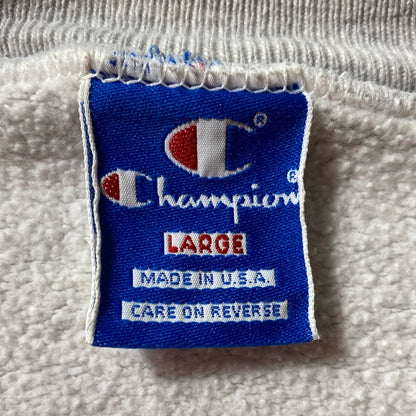 ®
Champion®
LARGE
MADE IN U.S.A.
CARE ON REVERSE